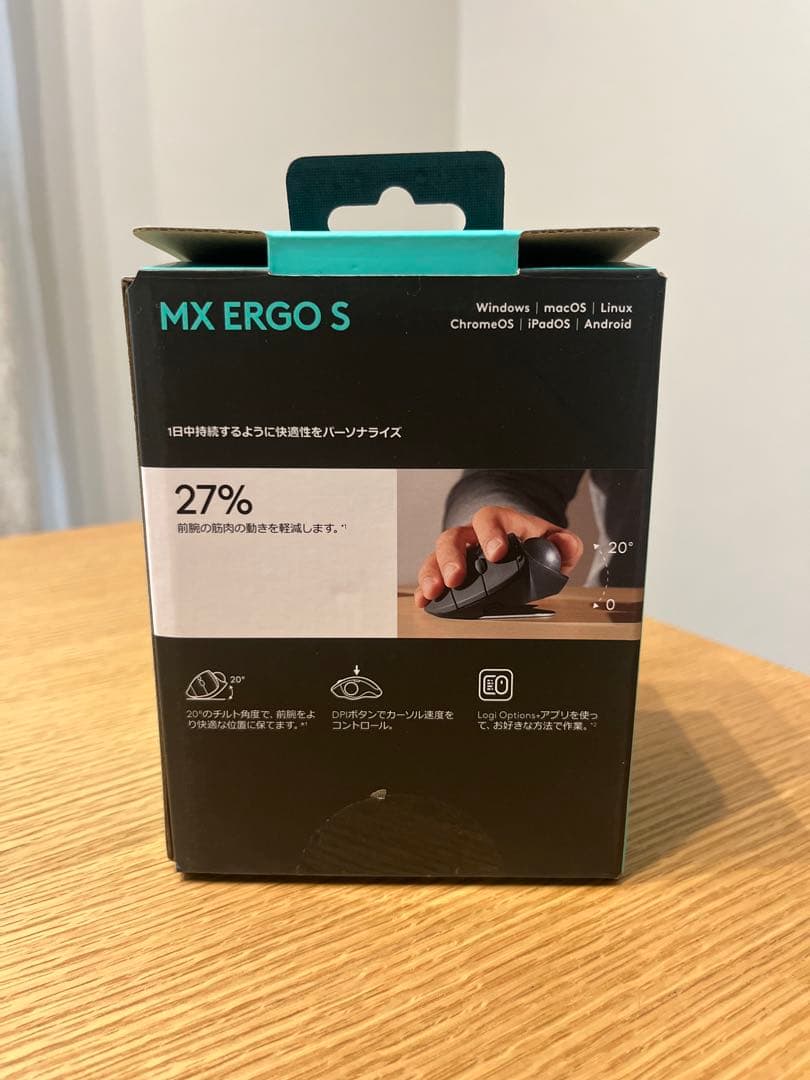 MX ERGO S
Windows | macOS | Linux
ChromeOS | iPadOS | Android
1日中持続するように快適性をパーソナライズ
27%
前腕の筋肉の動きを軽減します。*1
20°
0
20°
20°のチルト角度で、前腕をよ
り快適な位置に保てます。*1
DPIボタンでカーソル速度を
コントロール。
Logi Options+アプリを使っ
て、お好きな方法で作業。*2